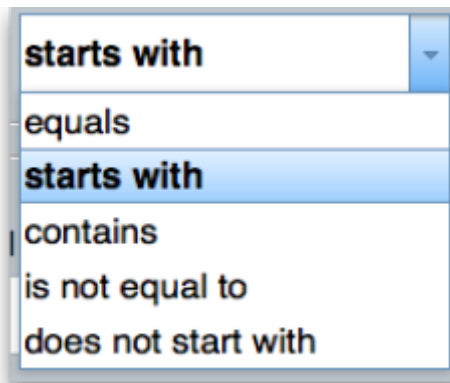 starts with
equals
starts with
contains
is not equal to
does not start with